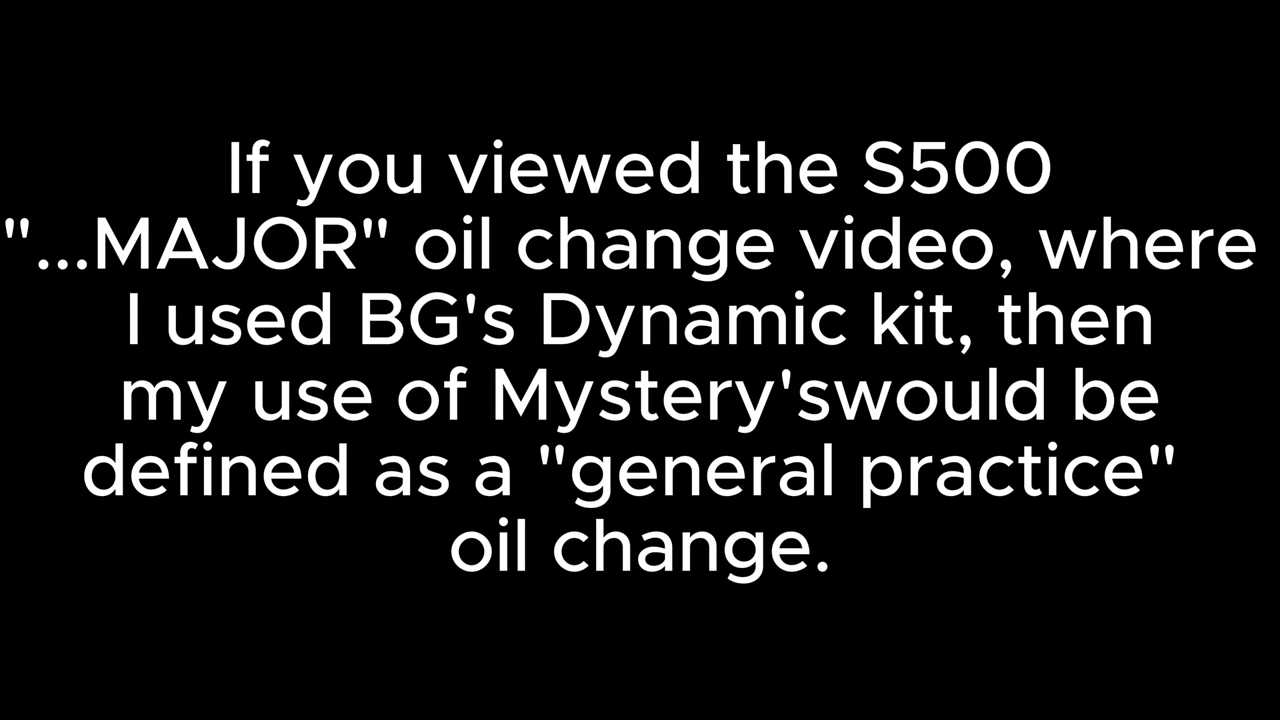 If you viewed the S500
"...MAJOR" oil change video, where
I used BG's Dynamic kit, then
my use of Mystery'swould be
defined as a "general practice"
oil change.